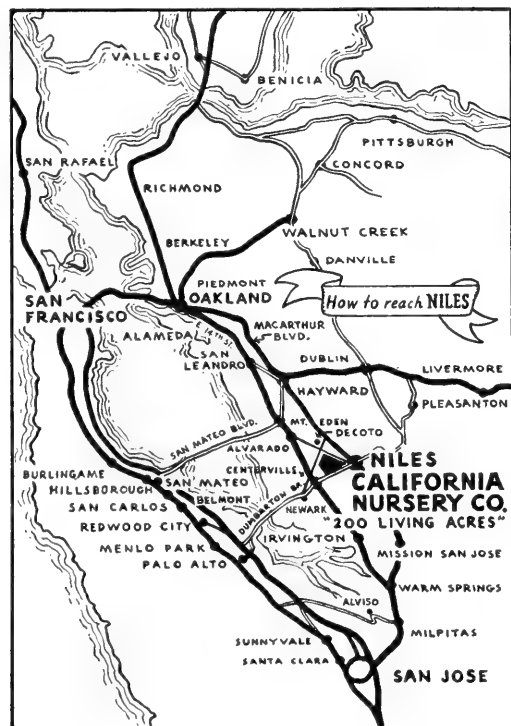 VALLEJO
BENICIA
PITTSBURGH
SAN RAFAEL
CONCORD
RICHMOND
BERKELEY
WALNUT CREEK
DANVILLE
PIEDMONT
OAKLAND
How to reach NILES
SAN
FRANCISCO
ALAMEDA
E. 14TH ST.
MACARTHUR
BLVD.
SAN
LEANDRO
DUBLIN
LIVERMORE
HAYWARD
PLEASANTON
MT. EDEN
DECOTO
SAN MATEO BLVD.
ALVARADO
NILES
CENTERVILLE
CALIFORNIA
NURSERY CO.
"200 LIVING ACRES"
BURLINGAME
HILLSBOROUGH
SAN MATEO
BELMONT
SAN CARLOS
DUMBARTON BR.
NEWARK
REDWOOD CITY
IRVINGTON
MENLO PARK
MISSION SAN JOSE
PALO ALTO
WARM SPRINGS
ALVISO
MILPITAS
SUNNYVALE
SANTA CLARA
SAN JOSE